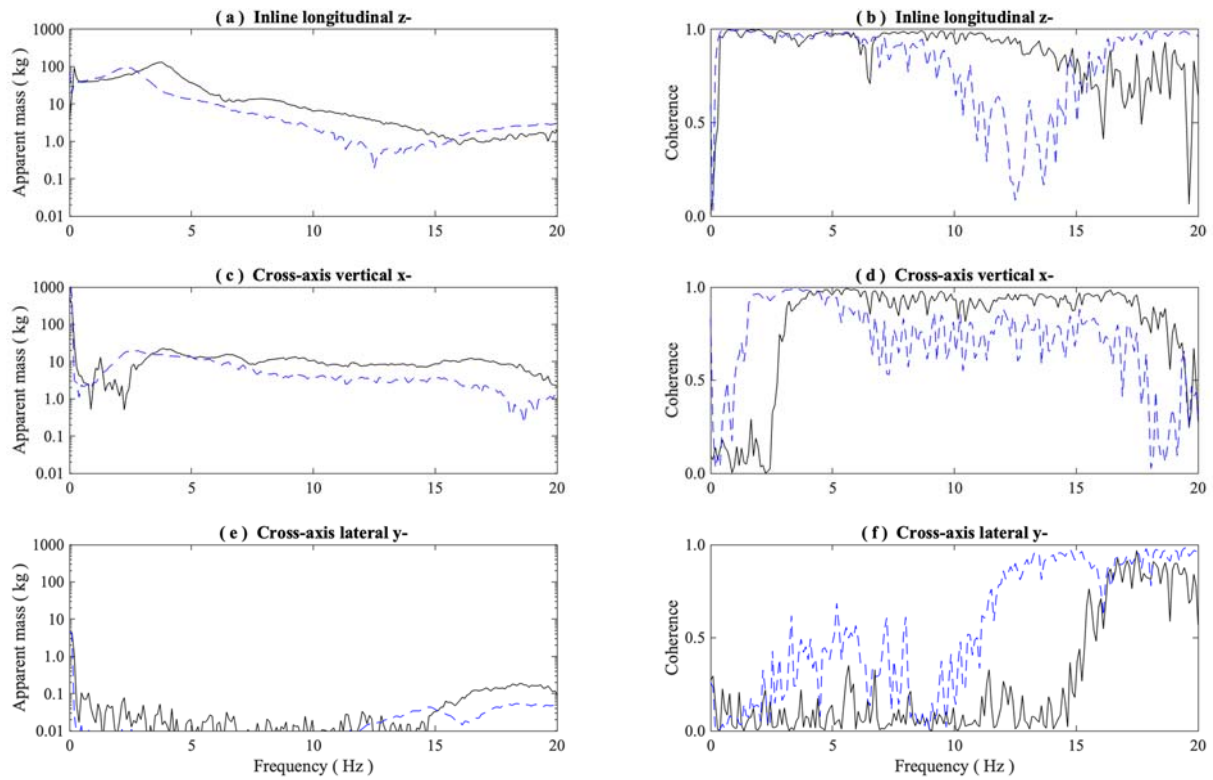 ( a ) Inline longitudinal z-
Apparent mass ( kg )
1000
100
10
1.0
0.1
0.01
0 5 10 15 20
( b ) Inline longitudinal z-
Coherence
1.0
0.5
0.0
0 5 10 15 20
( c ) Cross-axis vertical x-
Apparent mass ( kg )
1000
100
10
1.0
0.1
0.01
0 5 10 15 20
( d ) Cross-axis vertical x-
Coherence
1.0
0.5
0.0
0 5 10 15 20
( e ) Cross-axis lateral y-
Apparent mass ( kg )
1000
100
10
1.0
0.1
0.01
0 5 10 15 20
Frequency ( Hz )
( f ) Cross-axis lateral y-
Coherence
1.0
0.5
0.0
0 5 10 15 20
Frequency ( Hz )